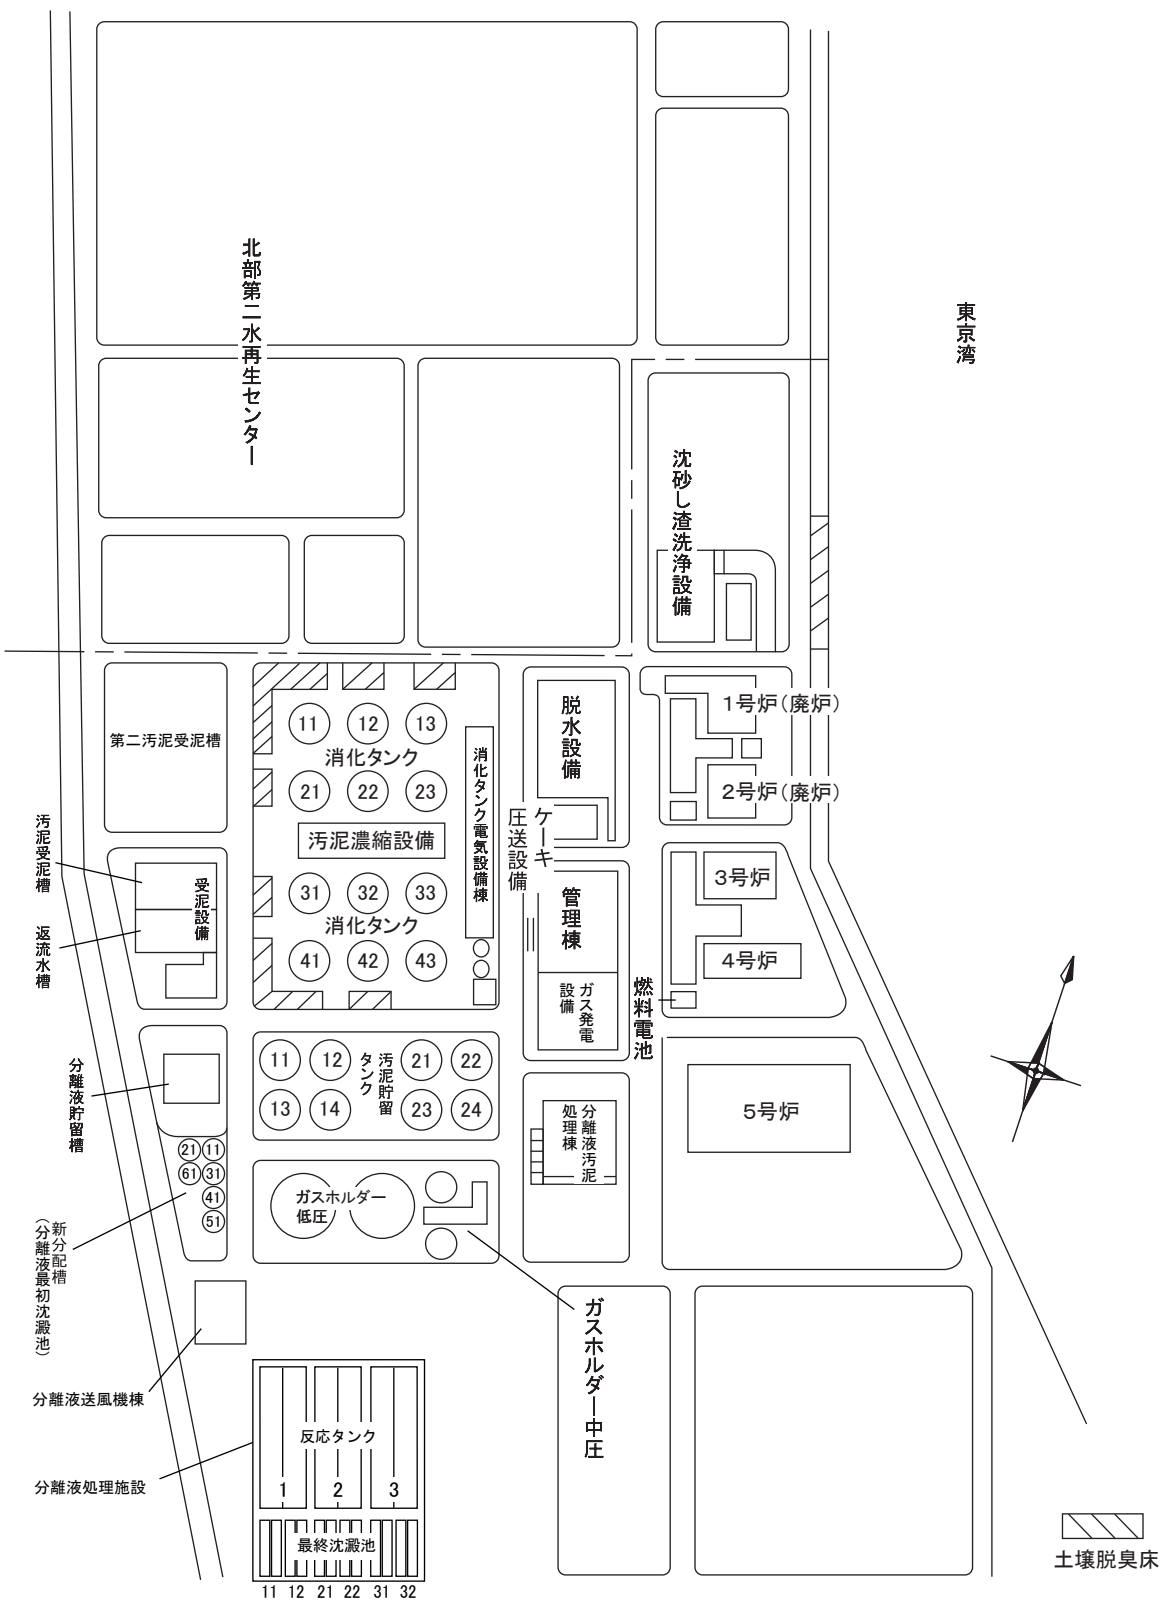 北部第二水再生センター
東京湾
沈砂し渣洗浄設備
第二汚泥受泥槽
11 12 13
消化タンク
21 22 23
汚泥濃縮設備
31 32 33
消化タンク
41 42 43
消化タンク電気設備棟
脱水設備
ケーキ
圧送設備
管理棟
ガス発電
設備
1号炉(廃炉)
2号炉(廃炉)
3号炉
4号炉
燃料電池
5号炉
汚泥受泥槽
受泥設備
返流水槽
分離液貯留槽
11 12
13 14
汚泥貯留
タンク
21 22
23 24
分離液汚泥
処理棟
21 11
61 31
41
51
新分配槽
(分離液最初沈澱池)
ガスホルダー
低圧
ガスホルダー中圧
分離液送風機棟
分離液処理施設
反応タンク
1 2 3
最終沈澱池
11 12 21 22 31 32
土壌脱臭床